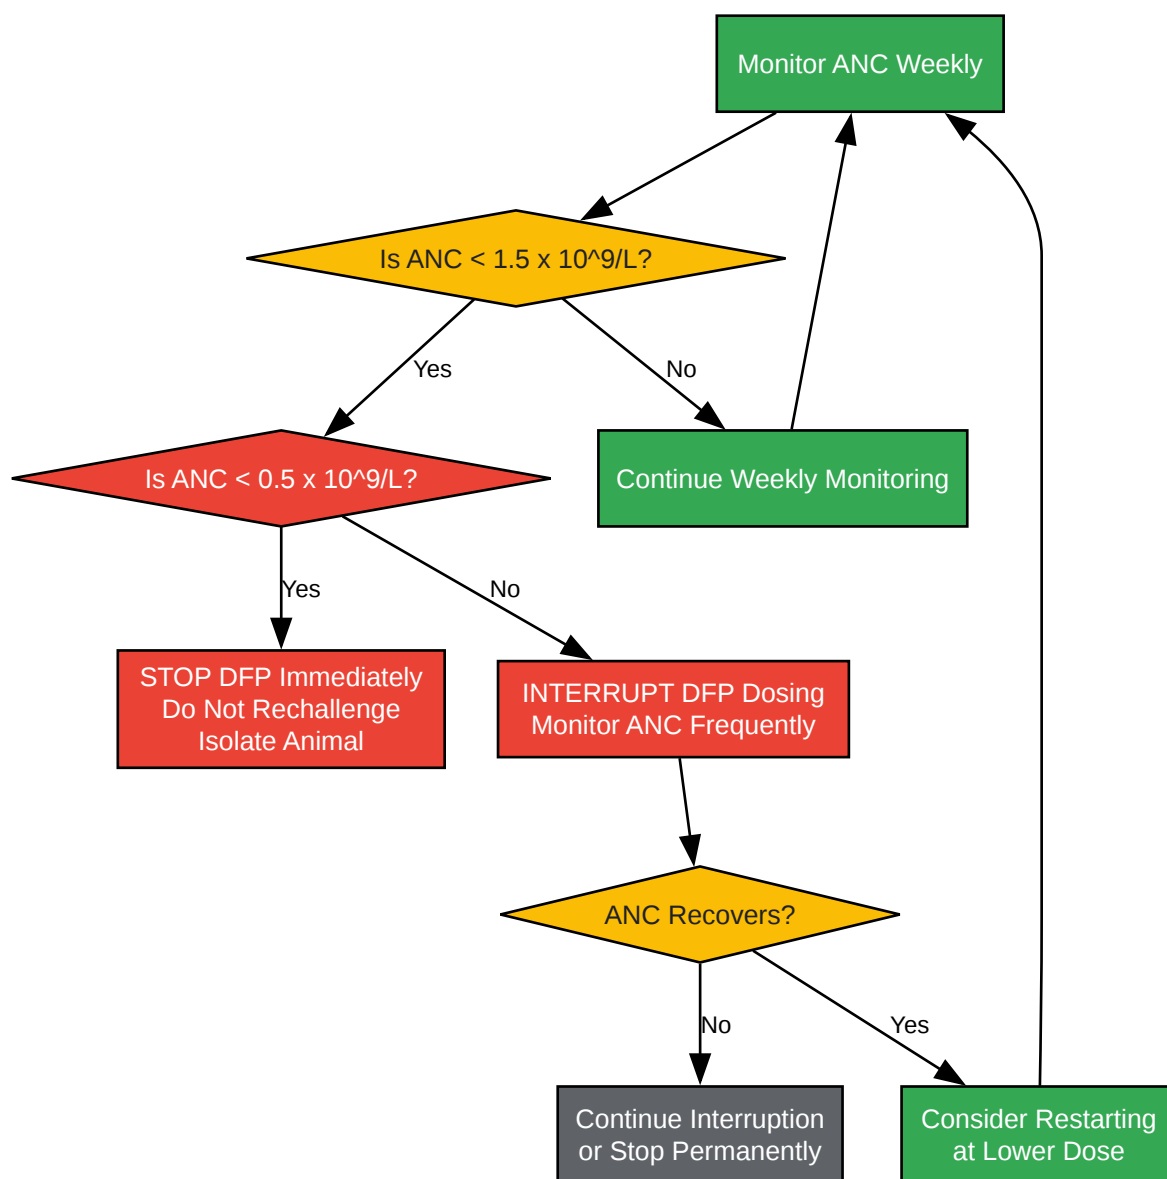 Monitor ANC Weekly
Is ANC < 1.5 x 10^9/L?
Yes
No
Is ANC < 0.5 x 10^9/L?
Continue Weekly Monitoring
Yes
No
STOP DFP Immediately
Do Not Rechallenge
Isolate Animal
INTERRUPT DFP Dosing
Monitor ANC Frequently
ANC Recovers?
No
Yes
Continue Interruption
or Stop Permanently
Consider Restarting
at Lower Dose